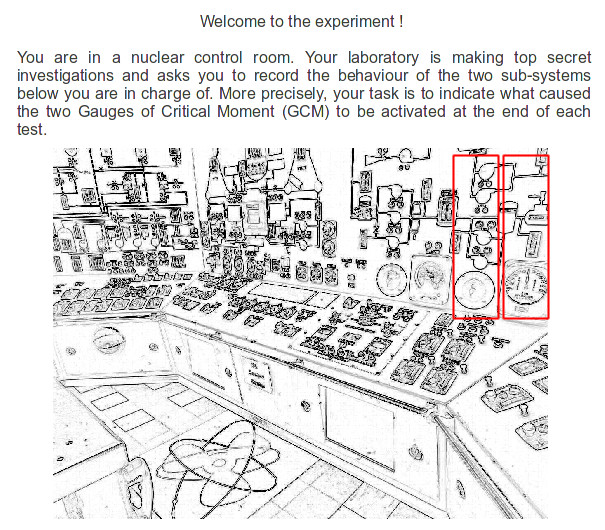 Welcome to the experiment !
You are in a nuclear control room. Your laboratory is making top secret
investigations and asks you to record the behaviour of the two sub-systems
below you are in charge of. More precisely, your task is to indicate what caused
the two Gauges of Critical Moment (GCM) to be activated at the end of each
test.